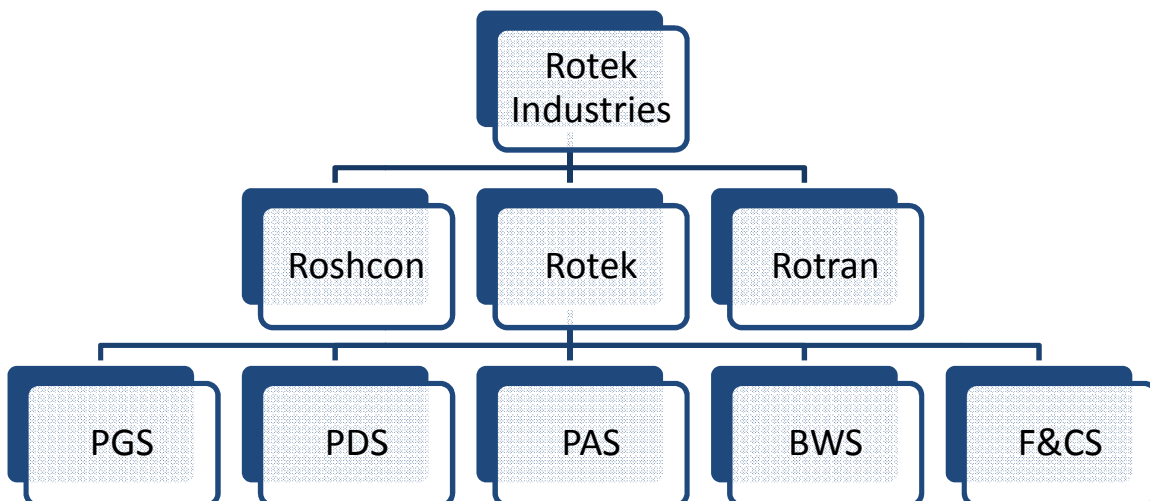 Rotek
Industries
Roshcon
Rotek
Rotran
PGS
PDS
PAS
BWS
F&CS